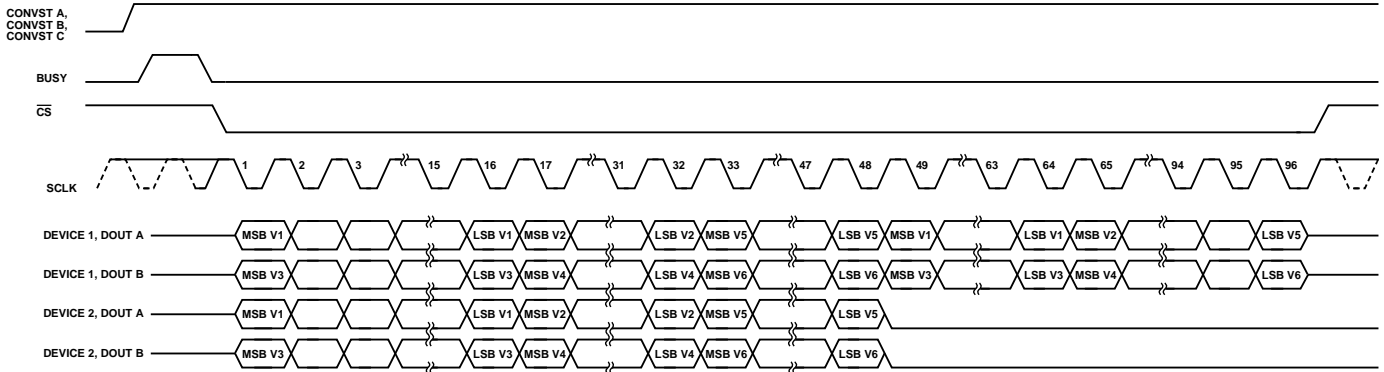 CONVST A,
CONVST B,
CONVST C
BUSY
CS
SCLK
1 2 3 15 16 17 31 32 33 47 48 49 63 64 65 94 95 96
DEVICE 1, DOUT A MSB V1 LSB V1 MSB V2 LSB V2 MSB V5 LSB V5 MSB V1 LSB V1 MSB V2 LSB V5
DEVICE 1, DOUT B MSB V3 LSB V3 MSB V4 LSB V4 MSB V6 LSB V6 MSB V3 LSB V3 MSB V4 LSB V6
DEVICE 2, DOUT A MSB V1 LSB V1 MSB V2 LSB V2 MSB V5 LSB V5
DEVICE 2, DOUT B MSB V3 LSB V3 MSB V4 LSB V4 MSB V6 LSB V6